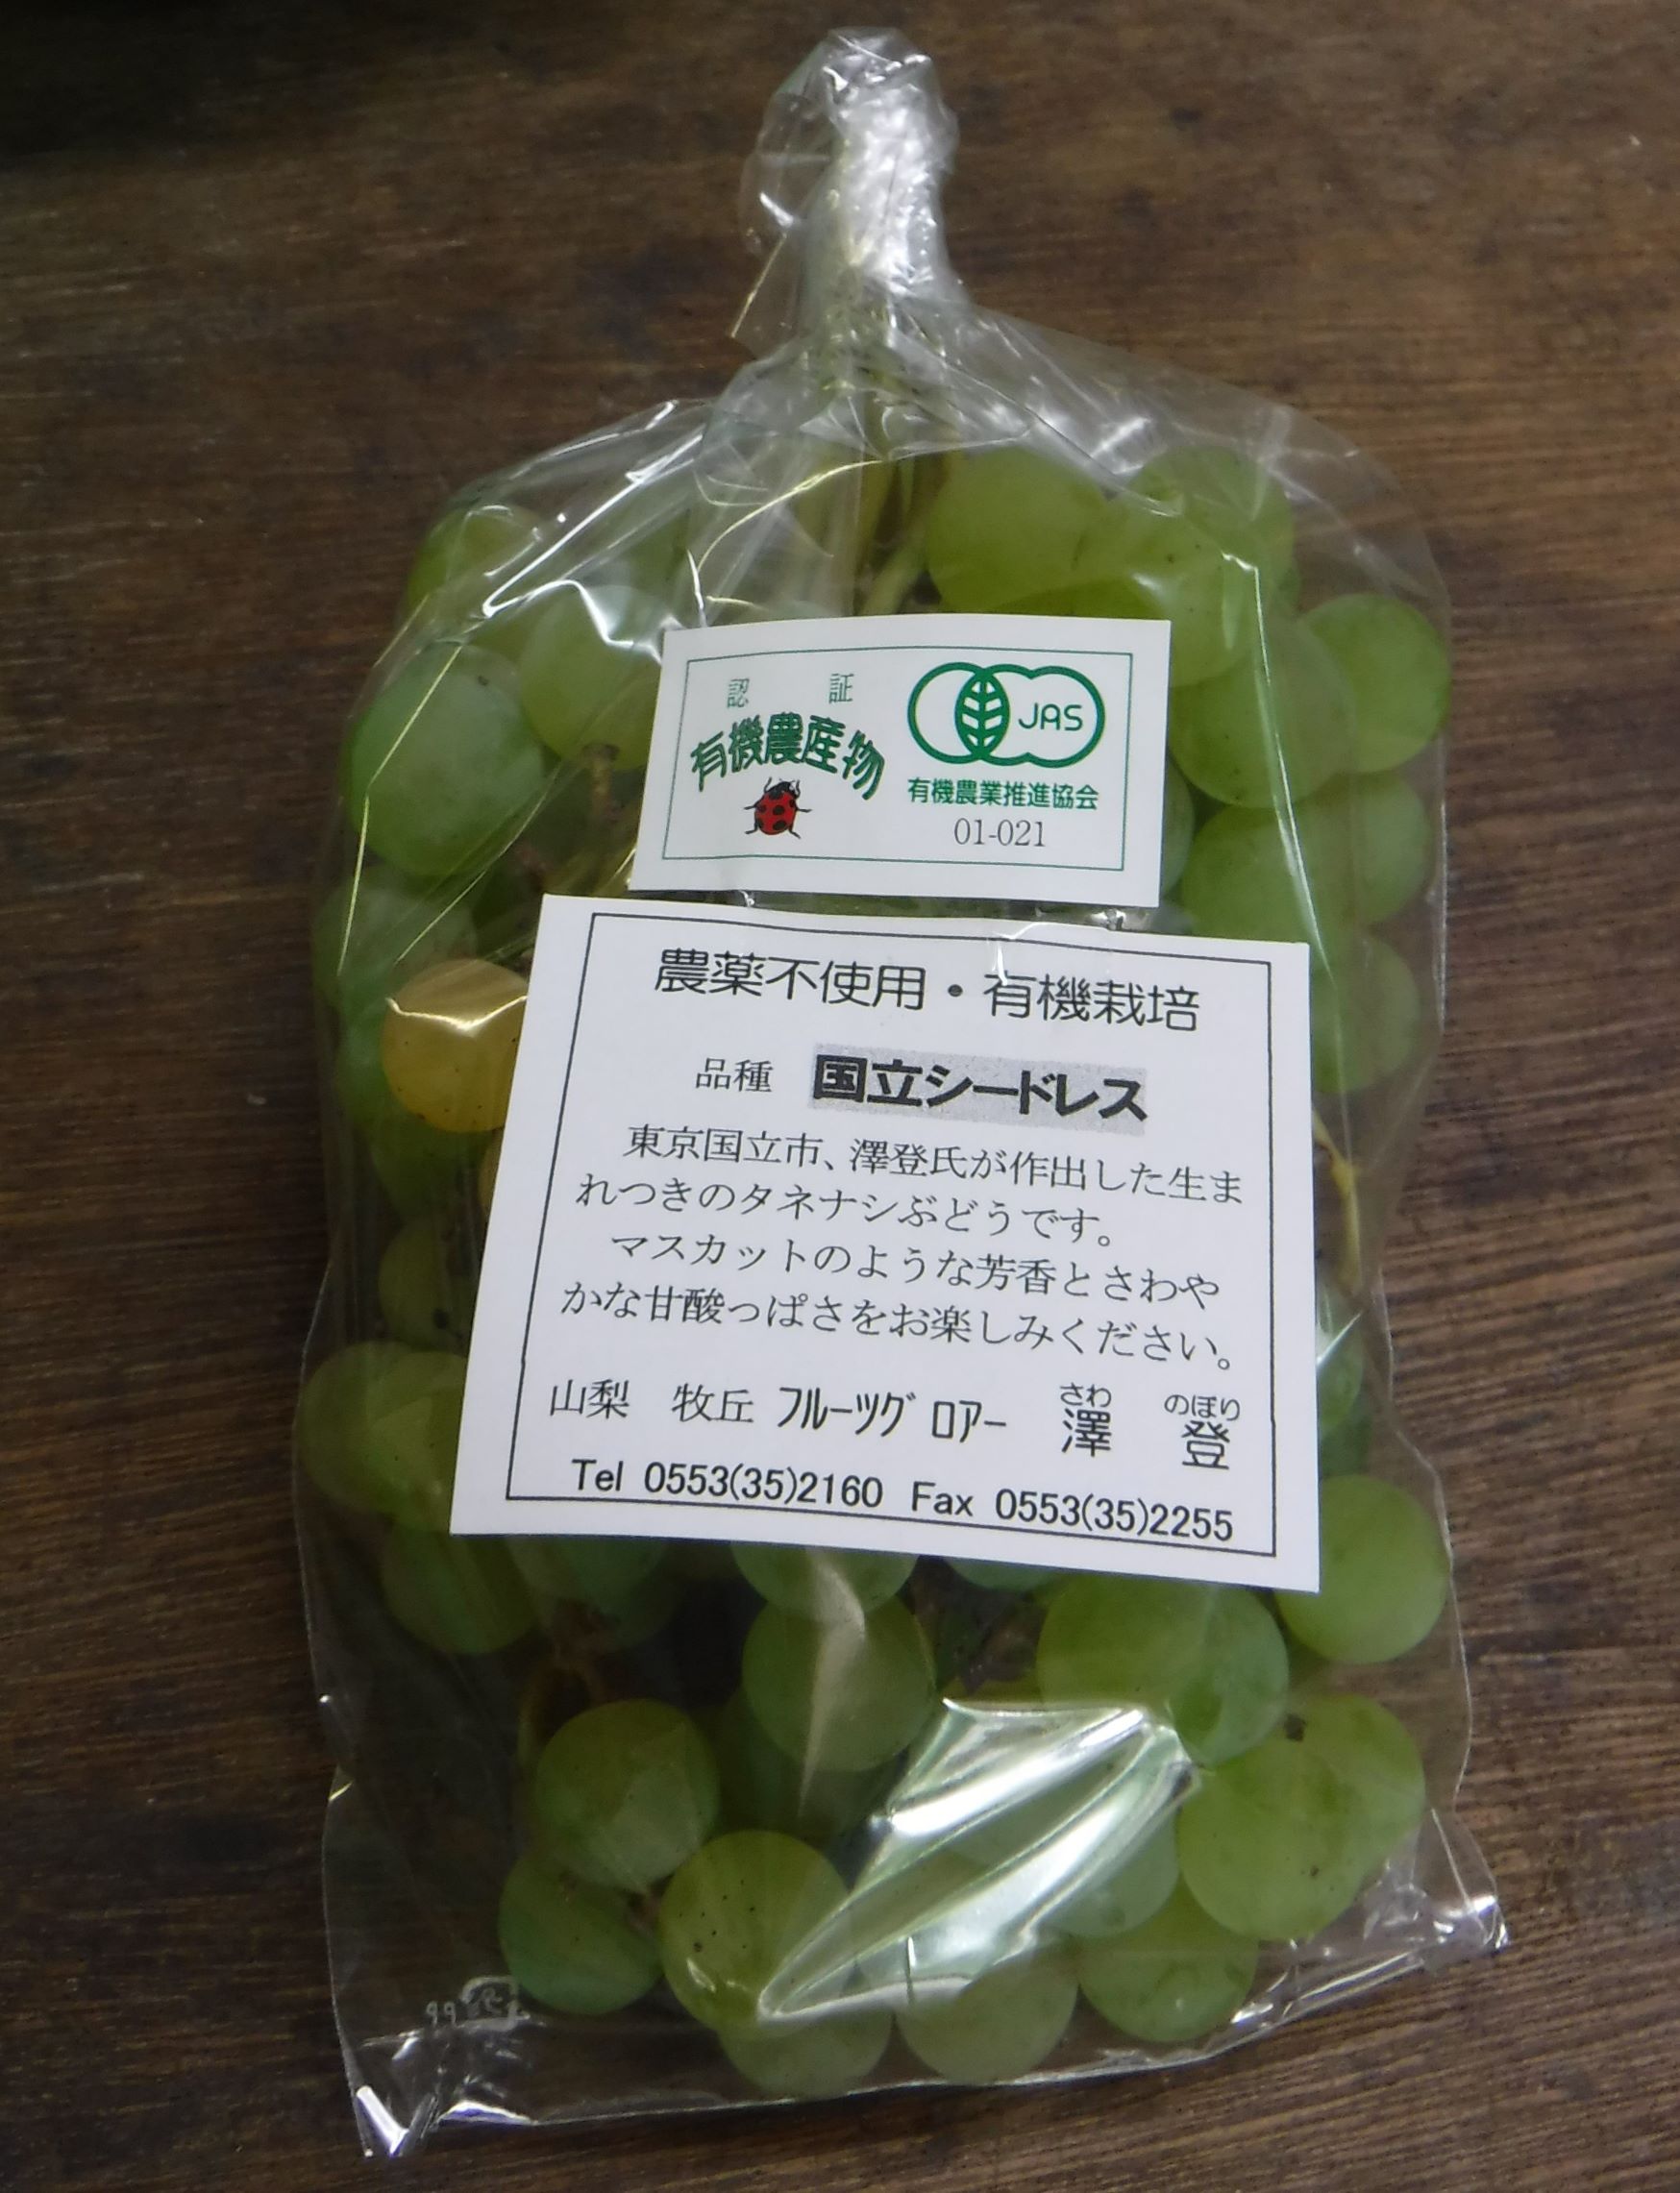 認 証
有機農産物
JAS
有機農業推進協会
01-021
農薬不使用・有機栽培
品種 国立シードレス
東京国立市、澤登氏が作出した生ま
れつきのタネナシぶどうです。
マスカットのような芳香とさわや
かな甘酸っぱさをお楽しみください。
さわ のぼり
山梨 牧丘 フルーツグロアー 澤 登
Tel 0553(35)2160 Fax 0553(35)2255